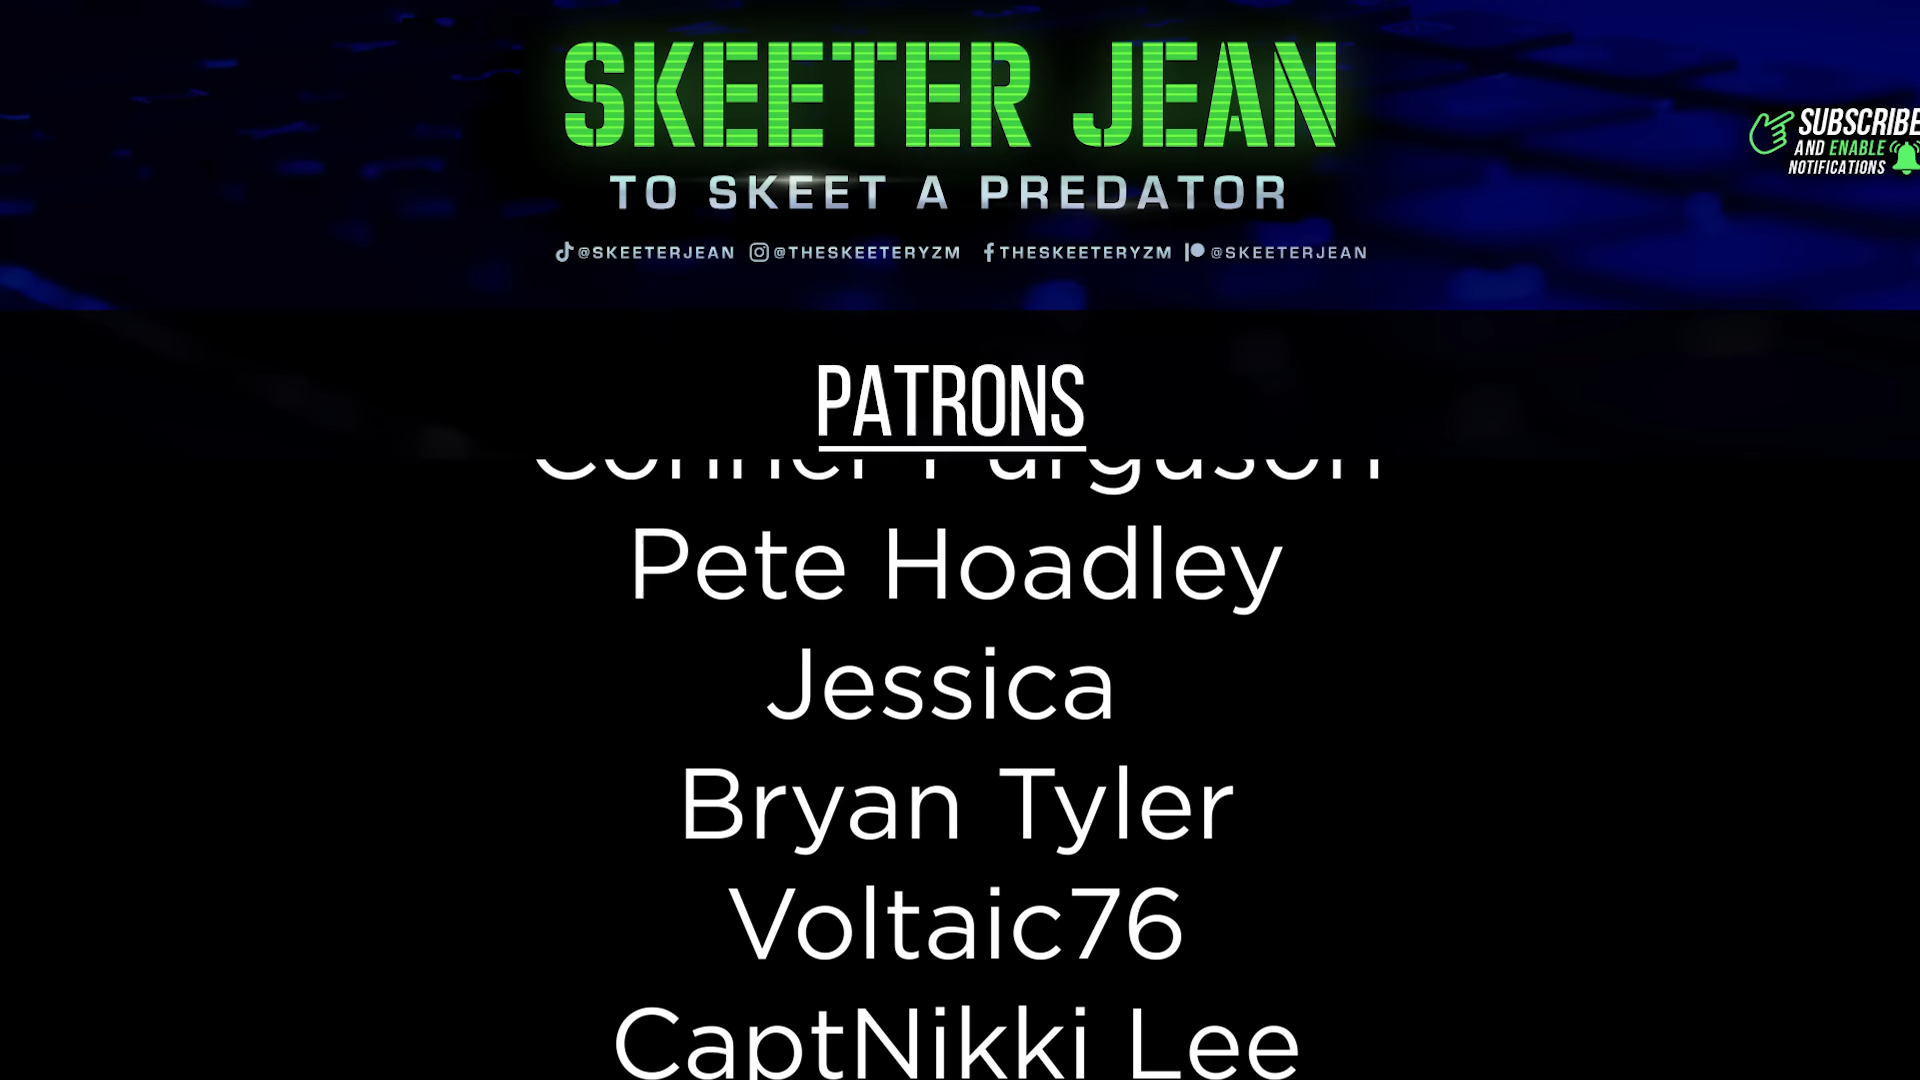 SKEETER JEAN
TO SKEET A PREDATOR
@SKEETERJEAN @THESKEETERYZM THESKEETERYZM @SKEETERJEAN
SUBSCRIBE
AND ENABLE
NOTIFICATIONS
PATRONS
Pete Hoadley
Jessica
Bryan Tyler
Voltaic76
CaptNikki Lee